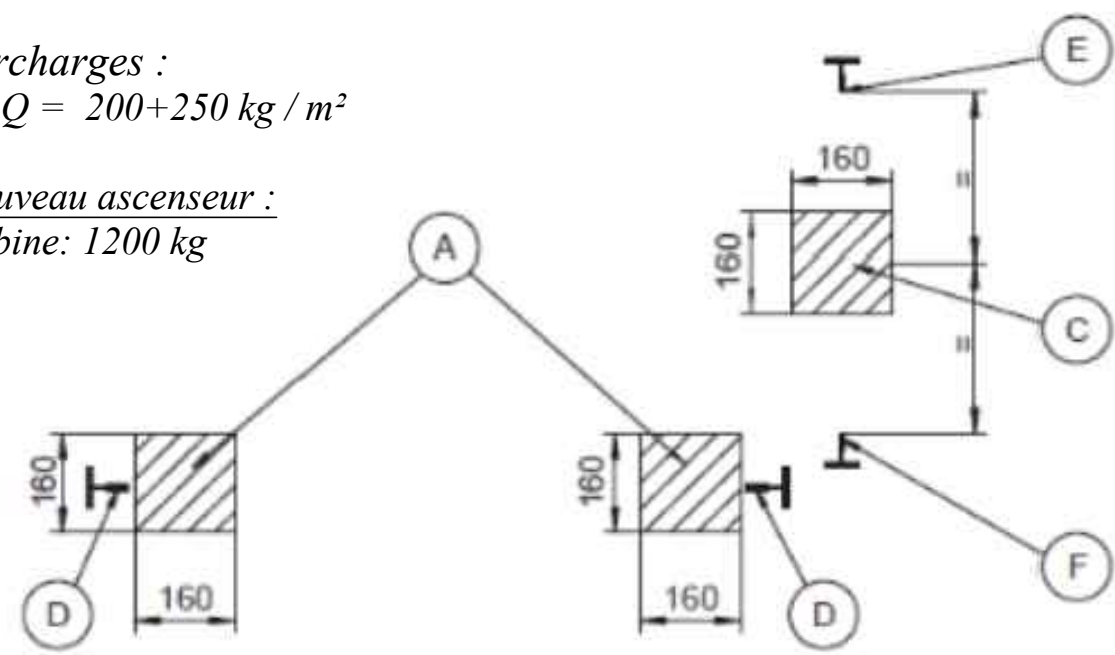 rcharges :
Q = 200+250 kg / m²
uveau ascenseur :
bine: 1200 kg
E
160
=
A
160
C
=
160
160
F
D
160
160
D